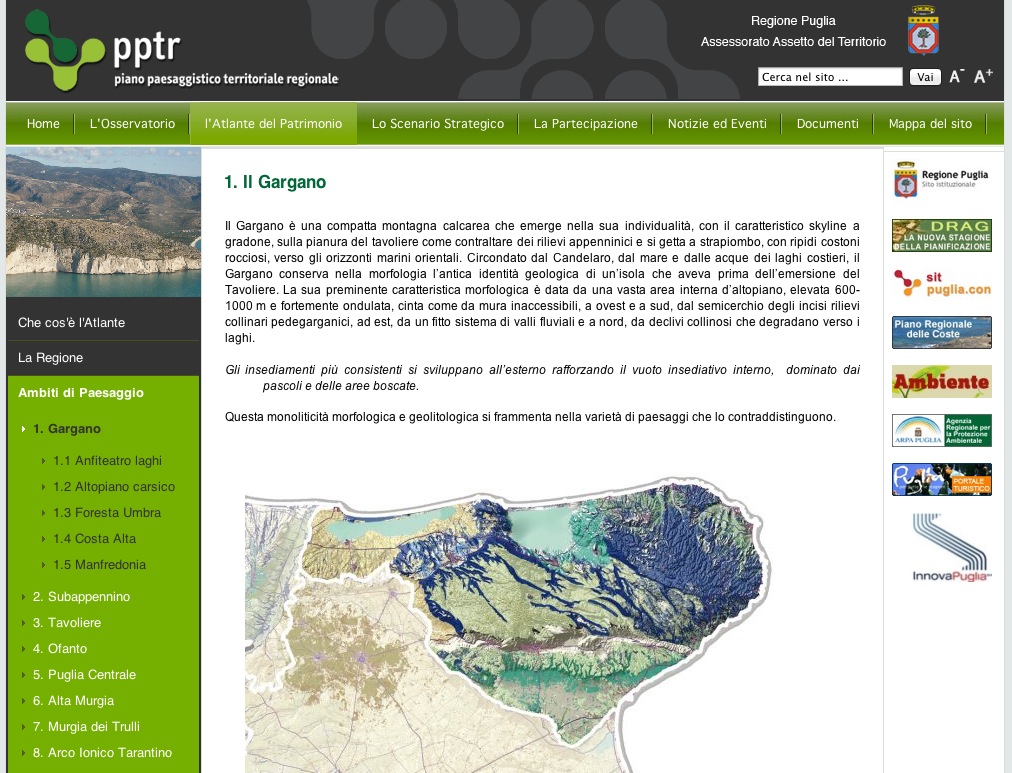 pptr
piano paesaggistico territoriale regionale
Regione Puglia
Assessorato Assetto del Territorio
Cerca nel sito ...
Vai
A-
A+
Home
L'Osservatorio
l'Atlante del Patrimonio
Lo Scenario Strategico
La Partecipazione
Notizie ed Eventi
Documenti
Mappa del sito
Che cos'è l'Atlante
La Regione
Ambiti di Paesaggio
1. Gargano
1.1 Anfiteatro laghi
1.2 Altopiano carsico
1.3 Foresta Umbra
1.4 Costa Alta
1.5 Manfredonia
2. Subappennino
3. Tavoliere
4. Ofanto
5. Puglia Centrale
6. Alta Murgia
7. Murgia dei Trulli
8. Arco Ionico Tarantino
1. Il Gargano
Il Gargano è una compatta montagna calcarea che emerge nella sua individualità, con il caratteristico skyline a
gradone, sulla pianura del tavoliere come contraltare dei rilievi appenninici e si getta a strapiombo, con ripidi costoni
rocciosi, verso gli orizzonti marini orientali. Circondato dal Candelaro, dal mare e dalle acque dei laghi costieri, il
Gargano conserva nella morfologia l'antica identità geologica di un'isola che aveva prima dell'emersione del
Tavoliere. La sua preminente caratteristica morfologica è data da una vasta area interna d'altopiano, elevata 600-
1000 m e fortemente ondulata, cinta come da mura inaccessibili, a ovest e a sud, dal semicerchio degli incisi rilievi
collinari pedegarganici, ad est, da un fitto sistema di valli fluviali e a nord, da declivi collinosi che degradano verso i
laghi.
Gli insediamenti più consistenti si sviluppano all'esterno rafforzando il vuoto insediativo interno, dominato dai
pascoli e delle aree boscate.
Questa monoliticità morfologica e geolitologica si frammenta nella varietà di paesaggi che lo contraddistinguono.
Regione Puglia
Sito istituzionale
DRAG
LA NUOVA STAGIONE
DELLA PIANIFICAZIONE
sit
puglia.con
Piano Regionale
delle Coste
Ambiente
ARPA PUGLIA
Agenzia
Regionale per
la Protezione
Ambientale
Puglia
PORTALE
TURISTICO
InnovaPuglia